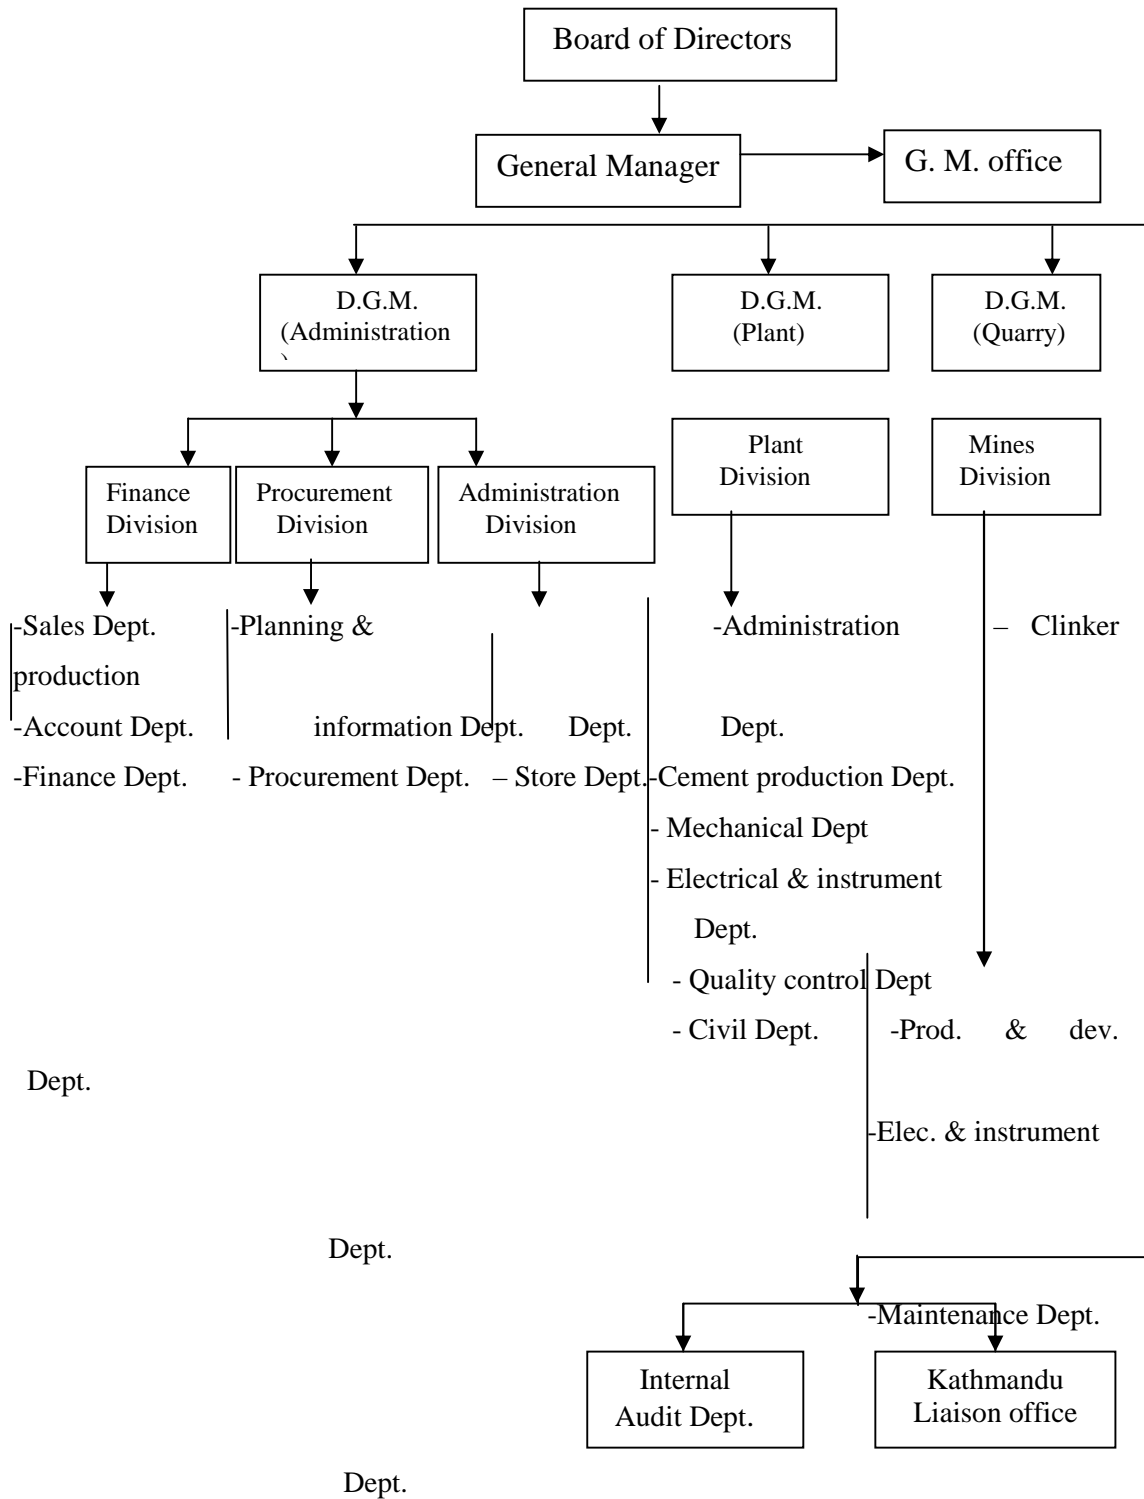 Board of Directors
General Manager
G. M. office
D.G.M.
(Administration
)
D.G.M.
(Plant)
D.G.M.
(Quarry)
Finance
Division
Procurement
Division
Administration
Division
Plant
Division
Mines
Division
-Sales Dept. -Planning & -Administration – Clinker
production
-Account Dept. information Dept. Dept. Dept.
-Finance Dept. - Procurement Dept. – Store Dept. -Cement production Dept.
- Mechanical Dept
- Electrical & instrument
Dept.
- Quality control Dept
- Civil Dept. -Prod. & dev.
Dept.
-Elec. & instrument
Dept.
-Maintenance Dept.
Internal
Audit Dept.
Kathmandu
Liaison office
Dept.